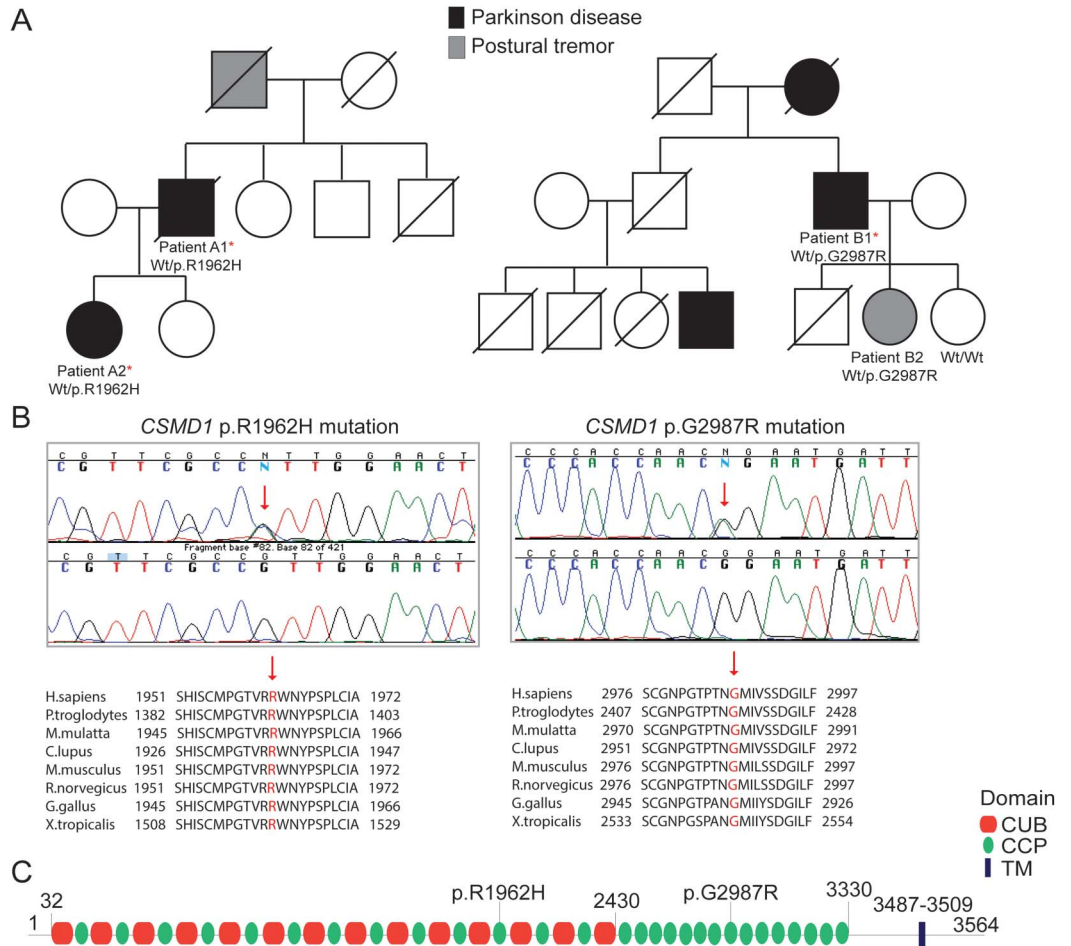 A
Parkinson disease
Postural tremor
Patient A1*
Wt/p.R1962H
Patient B1*
Wt/p.G2987R
Patient A2*
Wt/p.R1962H
Patient B2
Wt/p.G2987R
Wt/Wt
B
CSMD1 p.R1962H mutation
C G T T C G C C N T T G G A A C T
C G T T C G C C N T T G G A A C T
Fragment base #82. Base 82 of 421
C G T T C G C C G T T G G A A C T
C G T T C G C C G T T G G A A C T
CSMD1 p.G2987R mutation
C C C A C C A A C N G A A T G A T T
C C C A C C A A C N G A A T G A T T
C C C A C C A A C G G A A T G A T T
C C C A C C A A C G G A A T G A T T
H.sapiens 1951 SHISCMPGTVRRWNYPSPLCIA 1972
P.troglodytes 1382 SHISCMPGTVRRWNYPSPLCIA 1403
M.mulatta 1945 SHISCMPGTVRRWNYPSPLCIA 1966
C.lupus 1926 SHISCMPGTVRRWNYPSPLCIA 1947
M.musculus 1951 SHISCMPGTVRRWNYPSPLCIA 1972
R.norvegicus 1951 SHISCMPGTVRRWNYPSPLCIA 1972
G.gallus 1945 SHISCMPGTVRRWNYPSPLCIA 1966
X.tropicalis 1508 SHISCMPGTVRRWNYPSPLCIA 1529
H.sapiens 2976 SCGNPGTPTNGMIVSSDGILF 2997
P.troglodytes 2407 SCGNPGTPTNGMIVSSDGILF 2428
M.mulatta 2970 SCGNPGTPTNGMIVSSDGILF 2991
C.lupus 2951 SCGNPGTPTNGMIVSSDGILF 2972
M.musculus 2976 SCGNPGTPTNGMILSSDGILF 2997
R.norvegicus 2976 SCGNPGTPTNGMILSSDGILF 2997
G.gallus 2945 SCGNPGTPANGMIIYSDGILF 2926
X.tropicalis 2533 SCGNPGSPANGMIIYSDGILF 2554
Domain
CUB
CCP
TM
C
1
32
p.R1962H
2430
p.G2987R
3330
3487-3509
3564